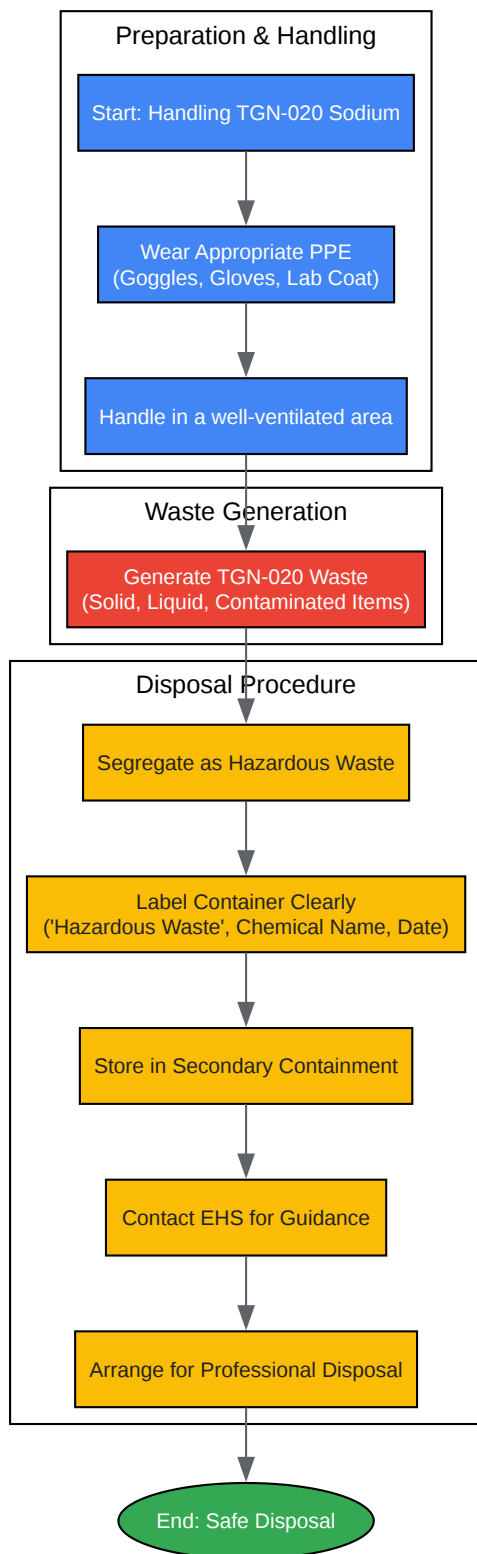 Preparation & Handling
Start: Handling TGN-020 Sodium
Wear Appropriate PPE
(Goggles, Gloves, Lab Coat)
Handle in a well-ventilated area
Waste Generation
Generate TGN-020 Waste
(Solid, Liquid, Contaminated Items)
Disposal Procedure
Segregate as Hazardous Waste
Label Container Clearly
('Hazardous Waste', Chemical Name, Date)
Store in Secondary Containment
Contact EHS for Guidance
Arrange for Professional Disposal
End: Safe Disposal